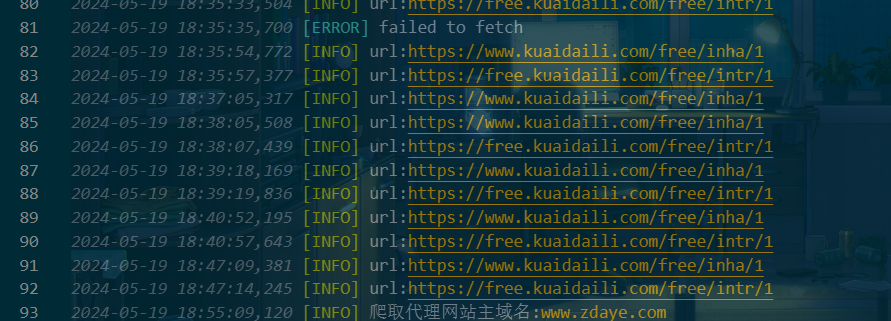 80 2024-05-19 18:35:33,504 [INFO] url:https://free.kuaidaili.com/free/intr/1
81 2024-05-19 18:35:35,700 [ERROR] failed to fetch
82 2024-05-19 18:35:54,772 [INFO] url:https://www.kuaidaili.com/free/inha/1
83 2024-05-19 18:35:57,377 [INFO] url:https://free.kuaidaili.com/free/intr/1
84 2024-05-19 18:37:05,317 [INFO] url:https://www.kuaidaili.com/free/inha/1
85 2024-05-19 18:38:05,508 [INFO] url:https://www.kuaidaili.com/free/inha/1
86 2024-05-19 18:38:07,439 [INFO] url:https://free.kuaidaili.com/free/intr/1
87 2024-05-19 18:39:18,169 [INFO] url:https://www.kuaidaili.com/free/inha/1
88 2024-05-19 18:39:19,836 [INFO] url:https://free.kuaidaili.com/free/intr/1
89 2024-05-19 18:40:52,195 [INFO] url:https://www.kuaidaili.com/free/inha/1
90 2024-05-19 18:40:57,643 [INFO] url:https://free.kuaidaili.com/free/intr/1
91 2024-05-19 18:47:09,381 [INFO] url:https://www.kuaidaili.com/free/inha/1
92 2024-05-19 18:47:14,245 [INFO] url:https://free.kuaidaili.com/free/intr/1
93 2024-05-19 18:55:09,120 [INFO] 爬取代理网站主域名:www.zdaye.com